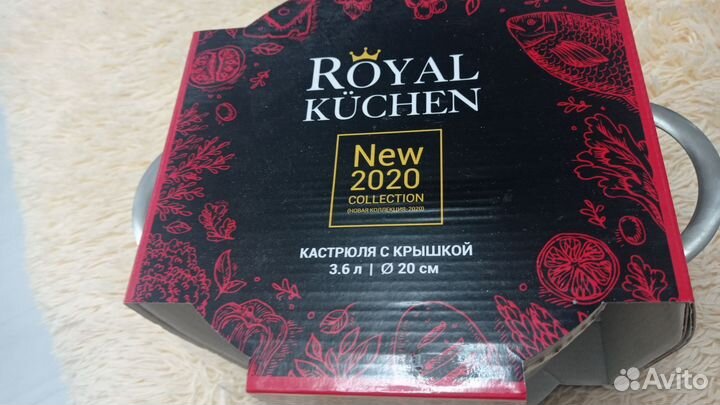 ROYAL
KÜCHEN
New
2020
COLLECTION
(НОВАЯ КОЛЛЕКЦИЯ, 2020)
КАСТРЮЛЯ С КРЫШКОЙ
3.6 л | Ø 20 см
Avito